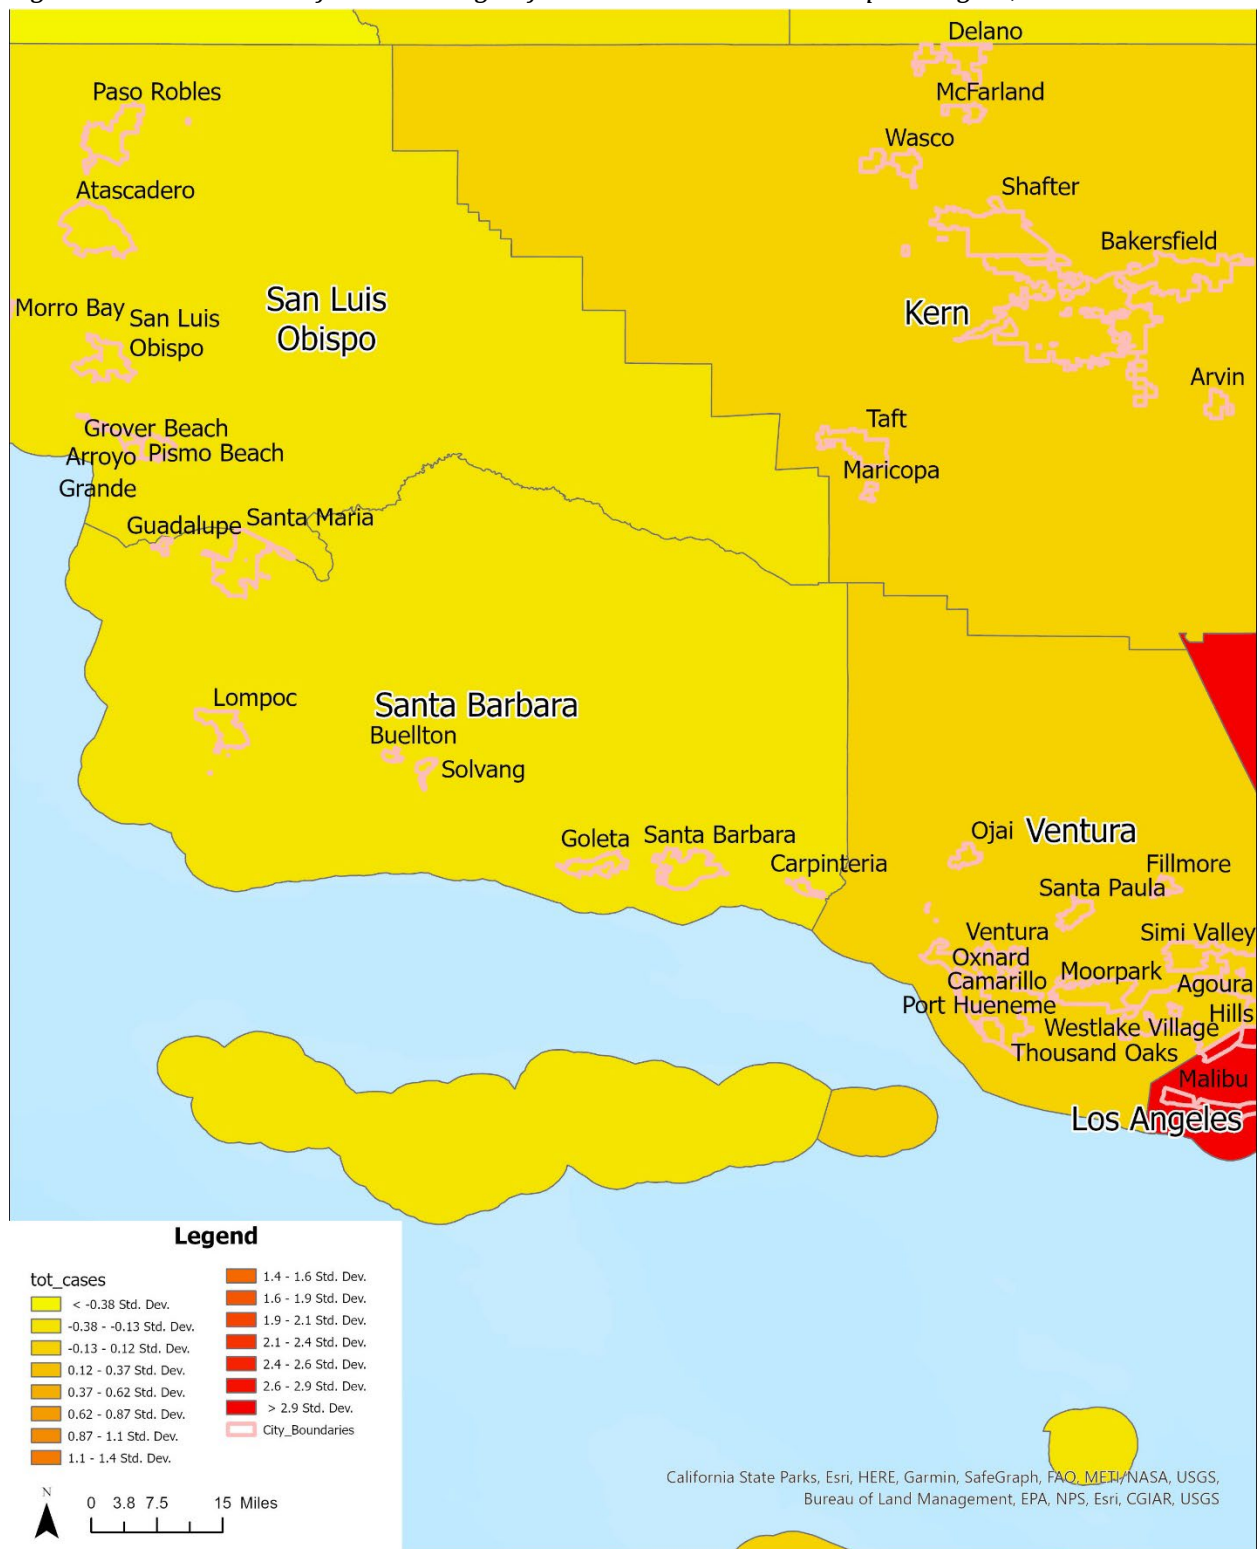 Delano
Paso Robles
McFarland
Wasco
Atascadero
Shafter
Bakersfield
Morro Bay
San Luis
Obispo
San Luis
Obispo
Kern
Arvin
Taft
Grover Beach
Arroyo
Grande
Pismo Beach
Maricopa
Guadalupe
Santa Maria
Lompoc
Santa Barbara
Buellton
Solvang
Goleta
Santa Barbara
Carpinteria
Ojai
Ventura
Fillmore
Santa Paula
Ventura
Simi Valley
Oxnard
Camarillo
Moorpark
Agoura
Hills
Port Hueneme
Westlake Village
Thousand Oaks
Malibu
Los Angeles
Legend
tot_cases
< -0.38 Std. Dev.
-0.38 - -0.13 Std. Dev.
-0.13 - 0.12 Std. Dev.
0.12 - 0.37 Std. Dev.
0.37 - 0.62 Std. Dev.
0.62 - 0.87 Std. Dev.
0.87 - 1.1 Std. Dev.
1.1 - 1.4 Std. Dev.
1.4 - 1.6 Std. Dev.
1.6 - 1.9 Std. Dev.
1.9 - 2.1 Std. Dev.
2.1 - 2.4 Std. Dev.
2.4 - 2.6 Std. Dev.
2.6 - 2.9 Std. Dev.
> 2.9 Std. Dev.
City_Boundaries
N
0 3.8 7.5 15 Miles
California State Parks, Esri, HERE, Garmin, SafeGraph, FAO, METI/NASA, USGS,
Bureau of Land Management, EPA, NPS, Esri, CGIAR, USGS